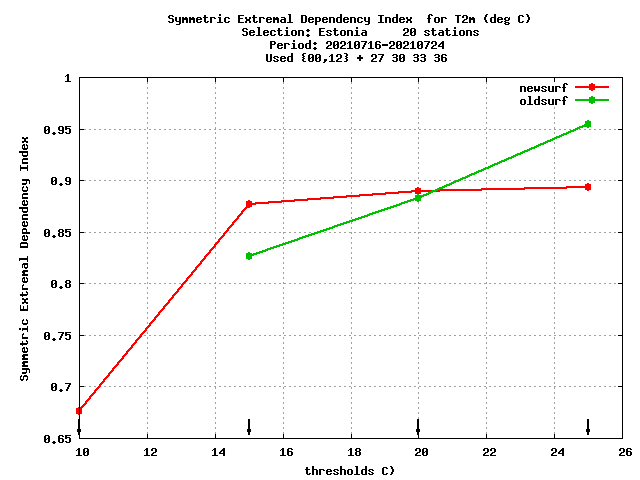 Symmetric Extremal Dependency Index  for T2m (deg C)
Selection: Estonia     20 stations
Period: 20210716-20210724
Used {00,12} + 27 30 33 36
newsurf
oldsurf
Symmetric Extremal Dependency Index
1
0.95
0.9
0.85
0.8
0.75
0.7
0.65
10 12 14 16 18 20 22 24 26
thresholds C)